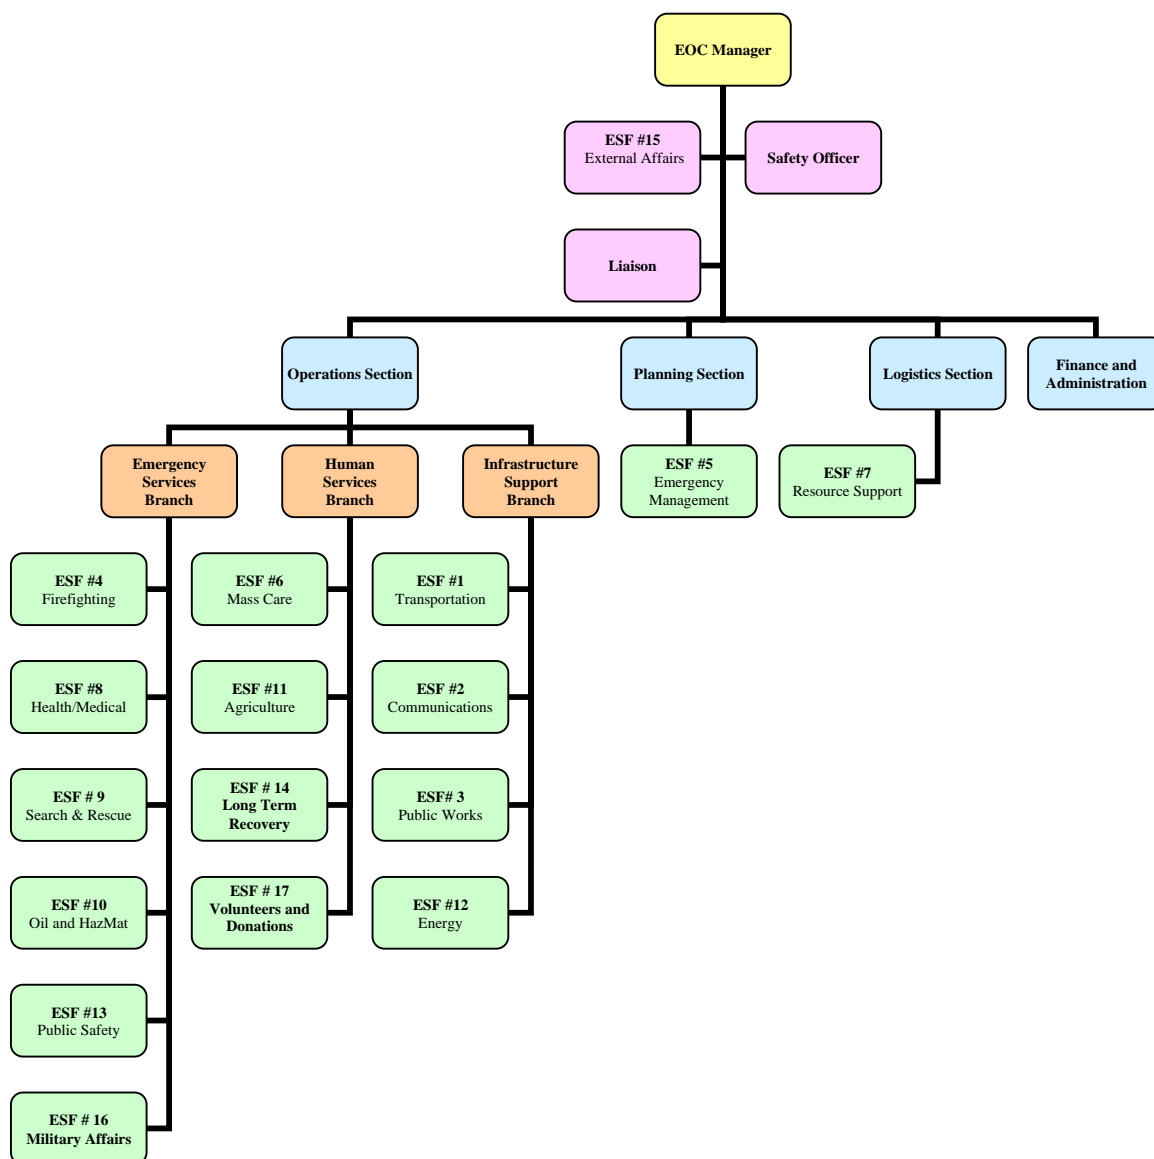 EOC Manager
ESF #15
External Affairs
Safety Officer
Liaison
Operations Section
Planning Section
Logistics Section
Finance and
Administration
Emergency
Services
Branch
Human
Services
Branch
Infrastructure
Support
Branch
ESF #5
Emergency
Management
ESF #7
Resource Support
ESF #4
Firefighting
ESF #6
Mass Care
ESF #1
Transportation
ESF #8
Health/Medical
ESF #11
Agriculture
ESF #2
Communications
ESF # 9
Search & Rescue
ESF # 14
Long Term
Recovery
ESF# 3
Public Works
ESF #10
Oil and HazMat
ESF # 17
Volunteers and
Donations
ESF #12
Energy
ESF #13
Public Safety
ESF # 16
Military Affairs